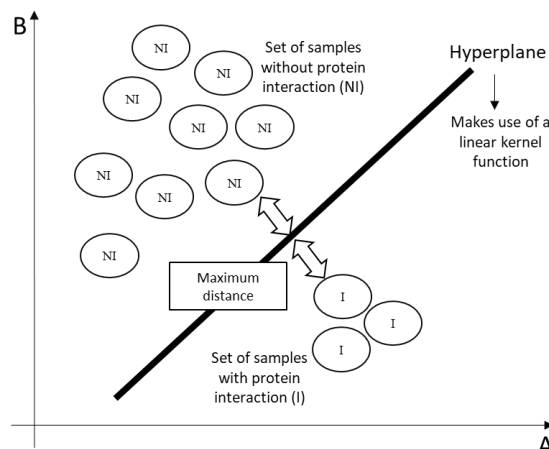 B
NI
NI
NI
NI
NI
NI
NI
NI
NI
Set of samples
without protein
interaction (NI)
Hyperplane
Makes use of a
linear kernel
function
Maximum
distance
I
I
I
Set of samples
with protein
interaction (I)
A